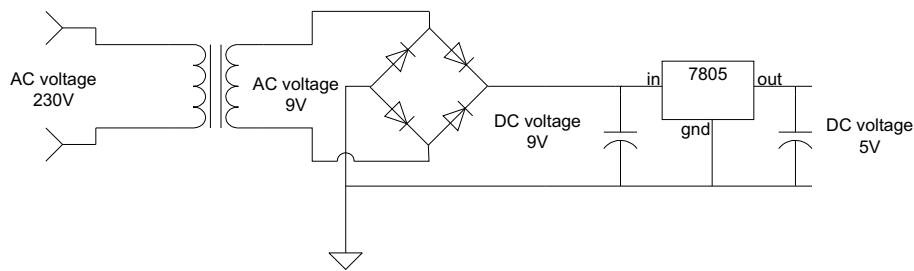 AC voltage
230V
AC voltage
9V
DC voltage
9V
in
7805
out
gnd
DC voltage
5V